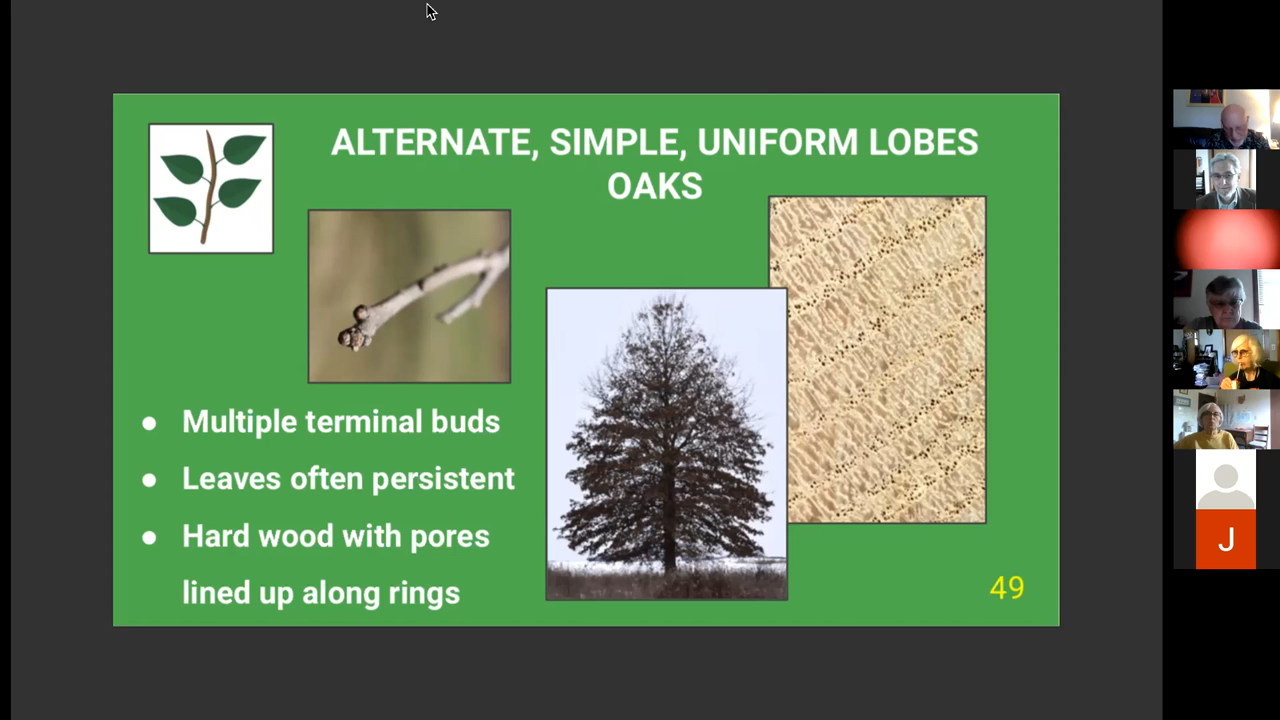 ALTERNATE, SIMPLE, UNIFORM LOBES
OAKS
● Multiple terminal buds
● Leaves often persistent
● Hard wood with pores
lined up along rings
49
J